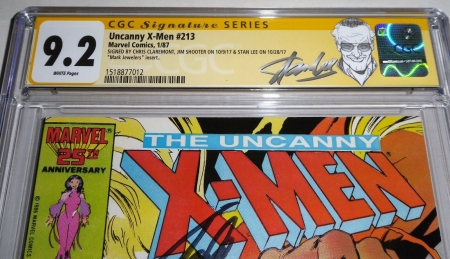 CGC Signature SERIES
9.2
WHITE Pages
Uncanny X-Men #213
Marvel Comics, 1/87
SIGNED BY CHRIS CLAREMONT, JIM SHOOTER ON 10/9/17 & STAN LEE ON 10/28/17
"Mark Jewelers" insert.
1518877012
Stan Lee
MARVEL
25TH
ANNIVERSARY
THE UNCANNY
X-MEN